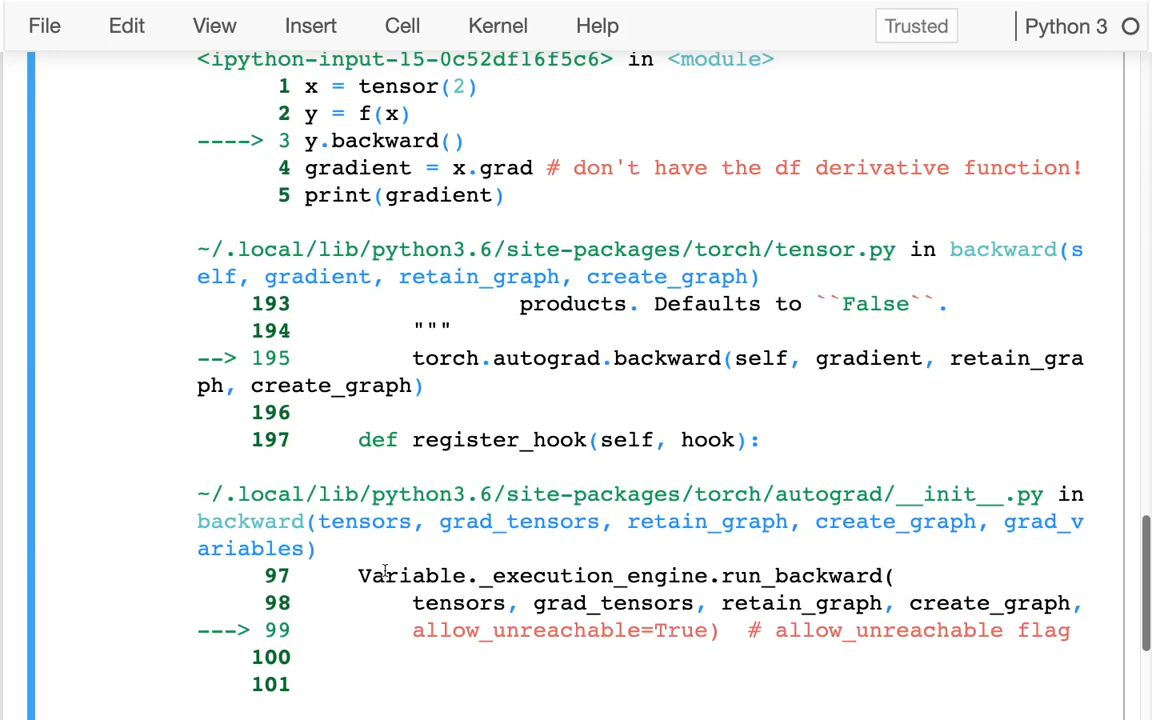 File Edit View Insert Cell Kernel Help Trusted Python 3
<ipython-input-15-0c52df16f5c6> in <module>
1 x = tensor(2)
2 y = f(x)
----> 3 y.backward()
4 gradient = x.grad # don't have the df derivative function!
5 print(gradient)
~/.local/lib/python3.6/site-packages/torch/tensor.py in backward(s
elf, gradient, retain_graph, create_graph)
193 products. Defaults to ``False``.
194 """
--> 195 torch.autograd.backward(self, gradient, retain_gra
ph, create_graph)
196
197 def register_hook(self, hook):
~/.local/lib/python3.6/site-packages/torch/autograd/__init__.py in
backward(tensors, grad_tensors, retain_graph, create_graph, grad_v
ariables)
97 Variable._execution_engine.run_backward(
98 tensors, grad_tensors, retain_graph, create_graph,
---> 99 allow_unreachable=True) # allow_unreachable flag
100
101